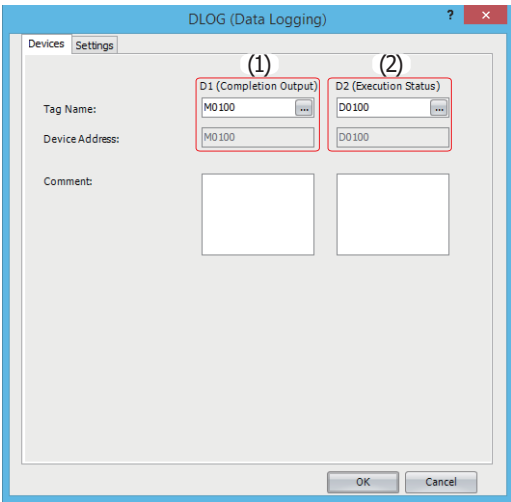 DLOG (Data Logging) ? ×
Devices Settings
(1) (2)
D1 (Completion Output) D2 (Execution Status)
Tag Name: M0100 ... D0100 ...
Device Address: M0100 D0100
Comment:
OK Cancel